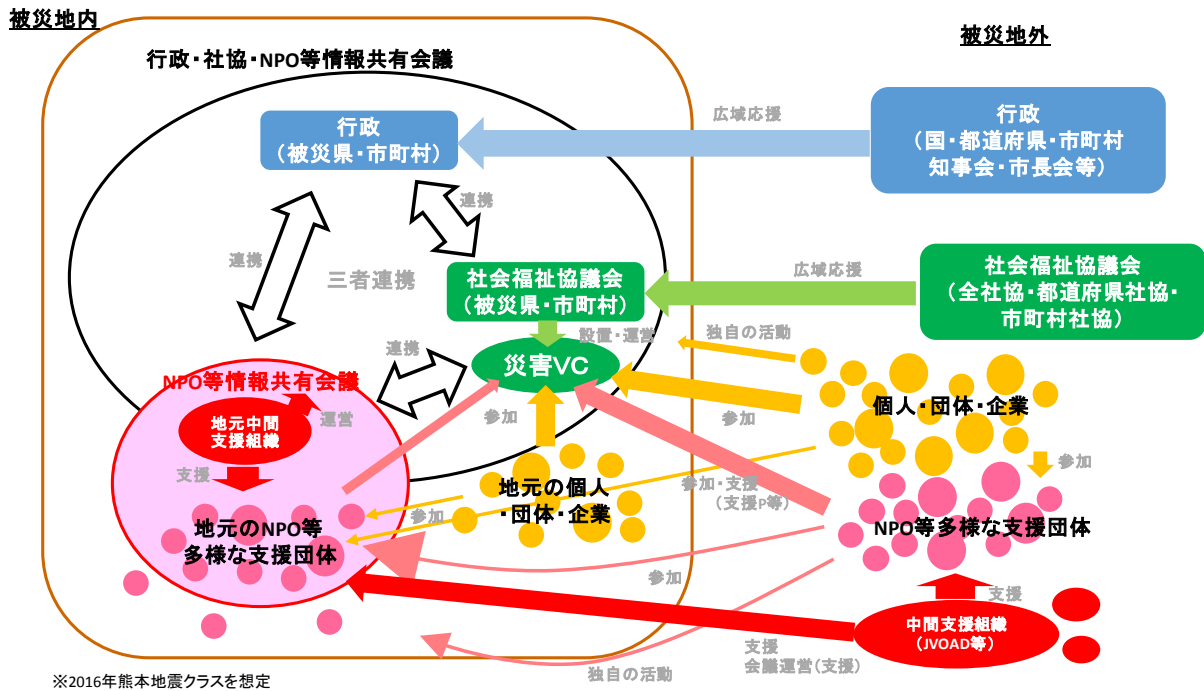 被災地内
被災地外
行政・社協・NPO等情報共有会議
行政
（被災県・市町村）
広域応援
行政
（国・都道府県・市町村
知事会・市長会等）
連携
連携
三者連携
社会福祉協議会
（被災県・市町村）
広域応援
社会福祉協議会
（全社協・都道府県社協・
市町村社協）
設置・運営
独自の活動
災害VC
連携
NPO等情報共有会議
地元中間
支援組織
運営
支援
参加
参加
個人・団体・企業
参加
地元の個人
・団体・企業
参加・支援
（支援P等）
参加
地元のNPO等
多様な支援団体
NPO等多様な支援団体
参加
支援
中間支援組織
（JVOAD等）
支援
会議運営（支援）
独自の活動
※2016年熊本地震クラスを想定